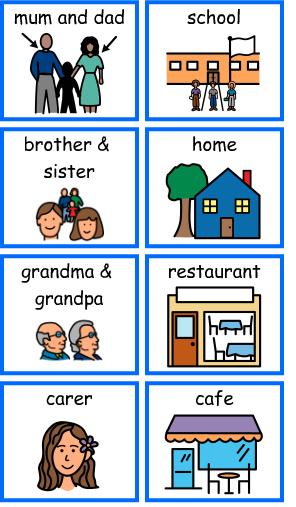 mum and dad
school
brother &
sister
home
grandma &
grandpa
restaurant
carer
cafe